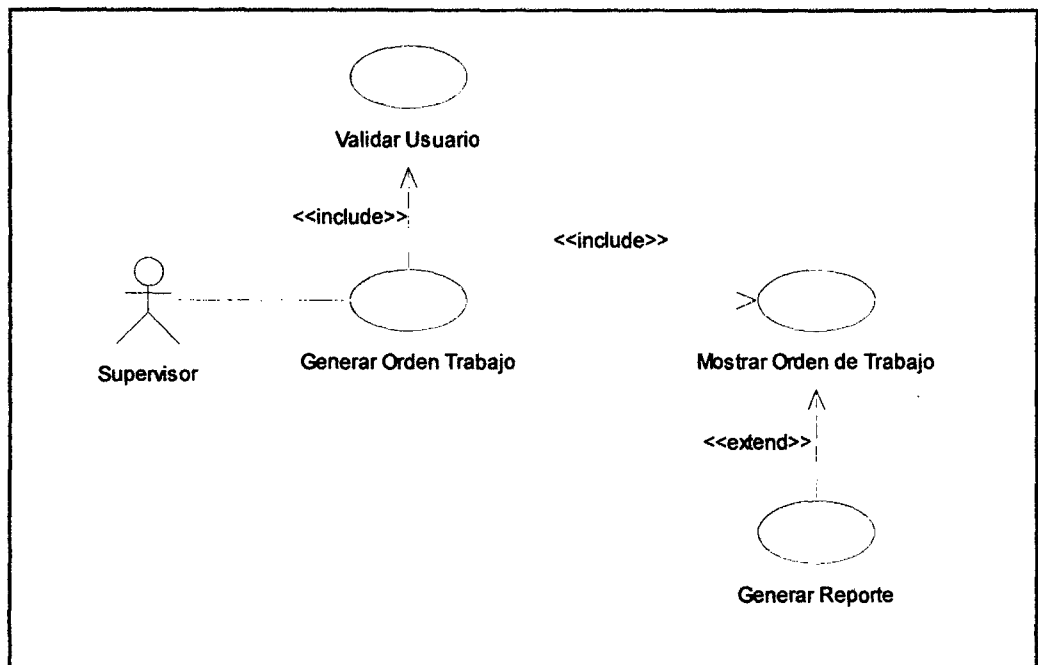 Validar Usuario
<<include>>
<<include>>
Supervisor
Generar Orden Trabajo
Mostrar Orden de Trabajo
<<extend>>
Generar Reporte